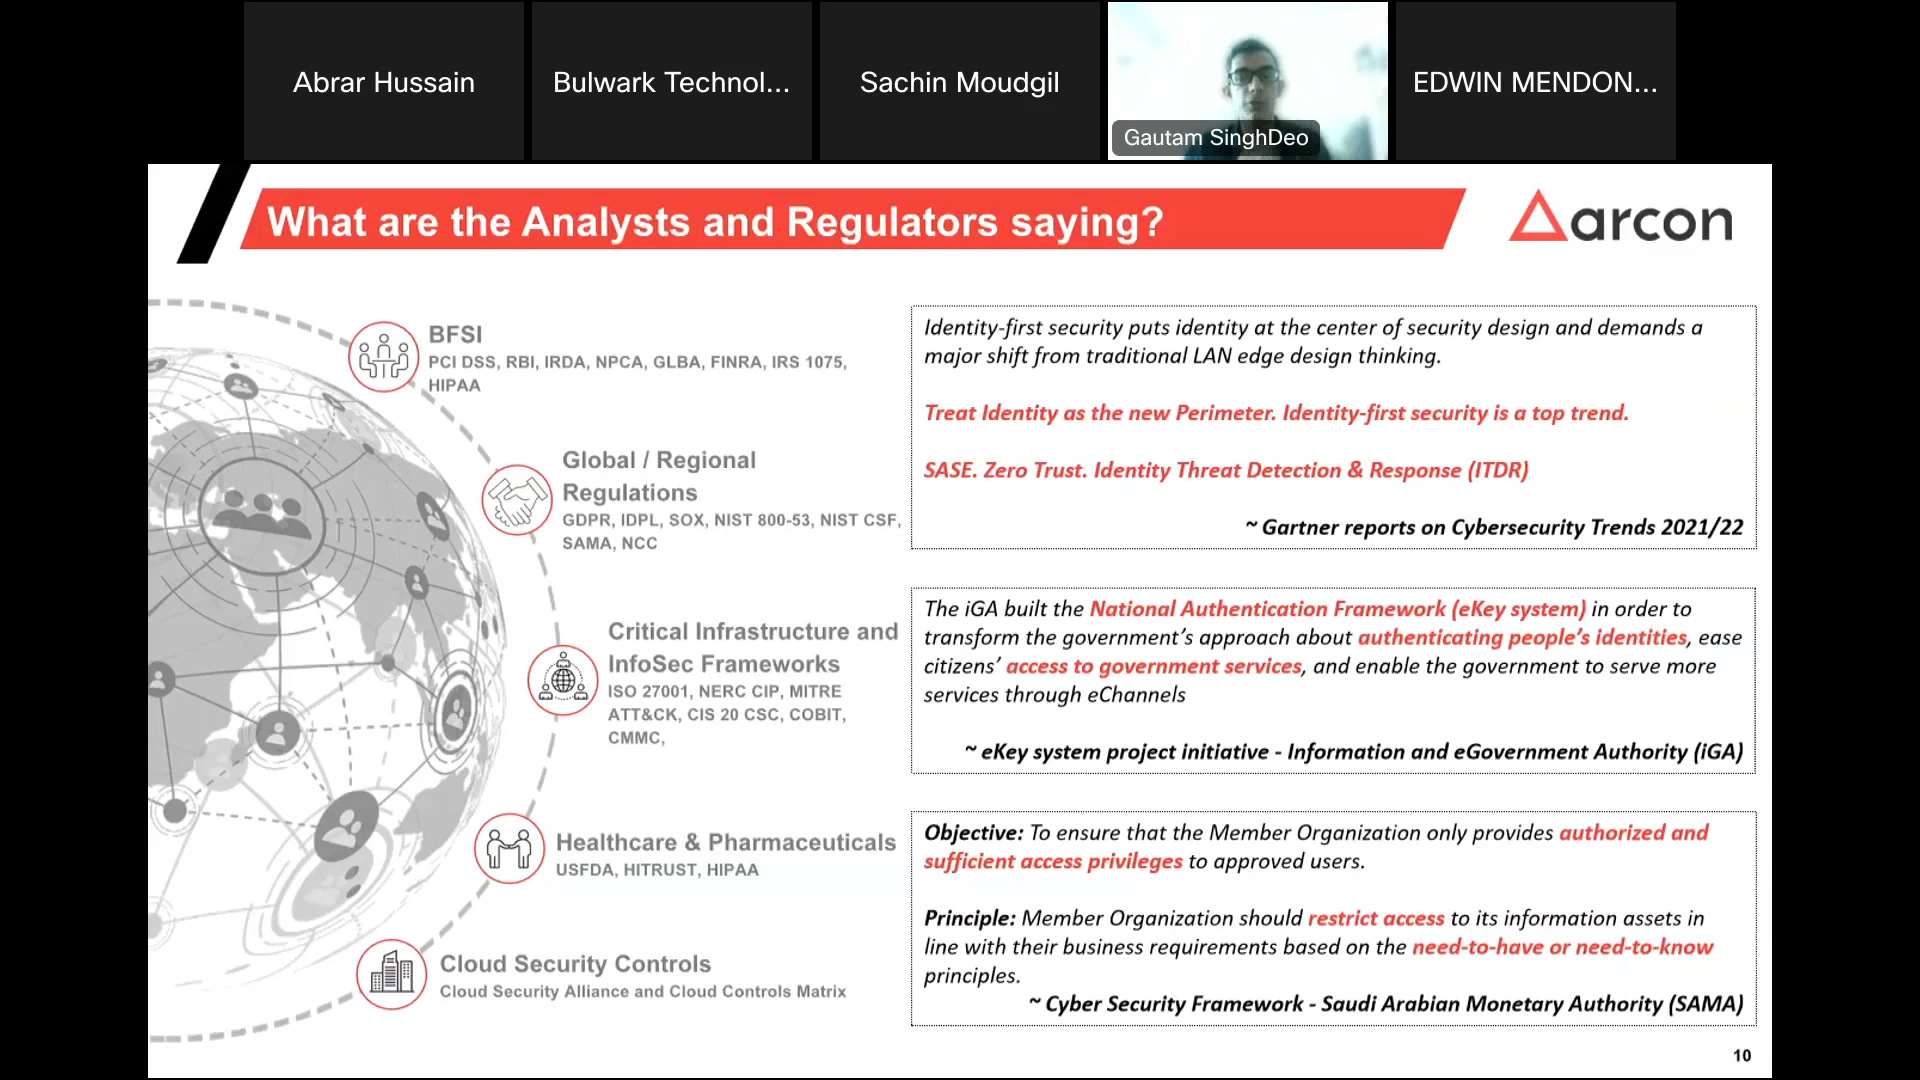 Abrar Hussain
Bulwark Technol...
Sachin Moudgil
Gautam SinghDeo
EDWIN MENDON...
What are the Analysts and Regulators saying?
arcon
BFSI
PCI DSS, RBI, IRDA, NPCA, GLBA, FINRA, IRS 1075,
HIPAA
Global / Regional
Regulations
GDPR, IDPL, SOX, NIST 800-53, NIST CSF,
SAMA, NCC
Critical Infrastructure and
InfoSec Frameworks
ISO 27001, NERC CIP, MITRE
ATT&CK, CIS 20 CSC, COBIT,
CMMC,
Healthcare & Pharmaceuticals
USFDA, HITRUST, HIPAA
Cloud Security Controls
Cloud Security Alliance and Cloud Controls Matrix
Identity-first security puts identity at the center of security design and demands a
major shift from traditional LAN edge design thinking.
Treat Identity as the new Perimeter. Identity-first security is a top trend.
SASE. Zero Trust. Identity Threat Detection & Response (ITDR)
~ Gartner reports on Cybersecurity Trends 2021/22
The iGA built the National Authentication Framework (eKey system) in order to
transform the government's approach about authenticating people's identities, ease
citizens' access to government services, and enable the government to serve more
services through eChannels
~ eKey system project initiative - Information and eGovernment Authority (iGA)
Objective: To ensure that the Member Organization only provides authorized and
sufficient access privileges to approved users.
Principle: Member Organization should restrict access to its information assets in
line with their business requirements based on the need-to-have or need-to-know
principles.
~ Cyber Security Framework - Saudi Arabian Monetary Authority (SAMA)
10